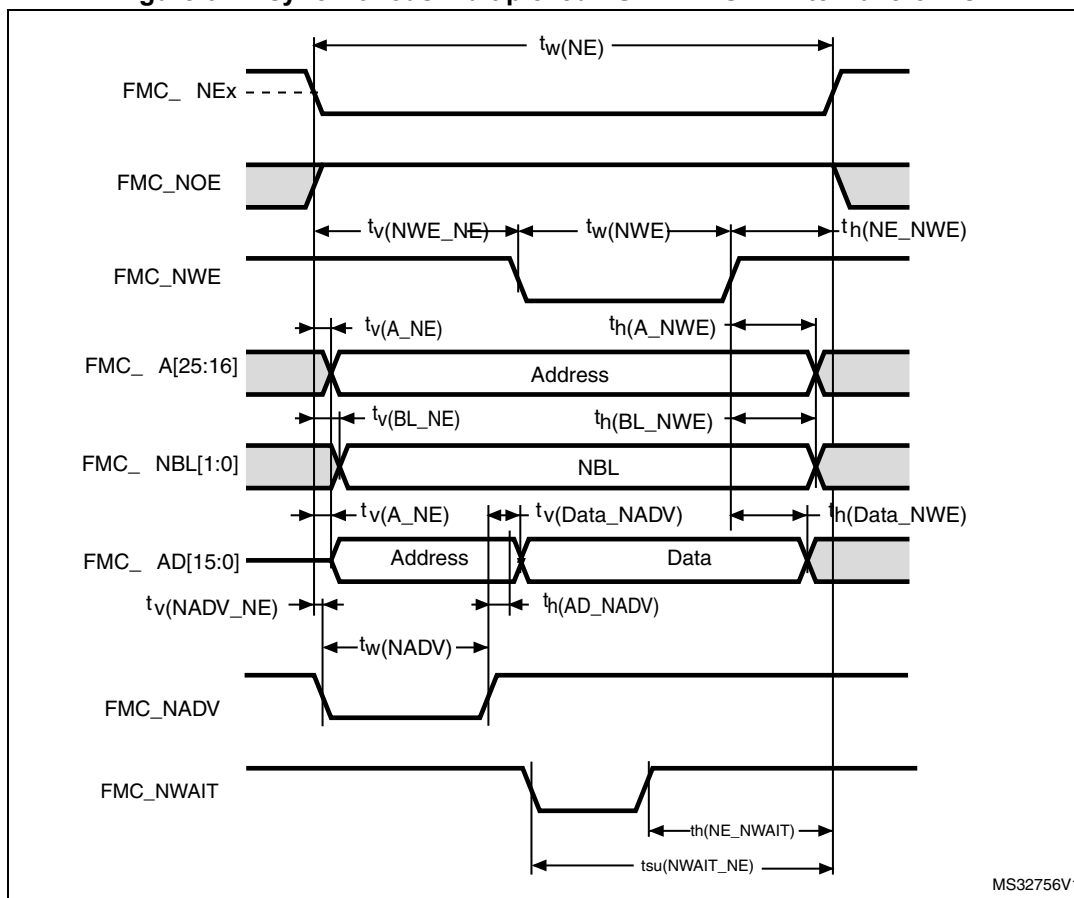 tw(NE)
FMC_ NEx
FMC_NOE
tv(NWE_NE) tw(NWE) th(NE_NWE)
FMC_NWE
tv(A_NE) th(A_NWE)
FMC_ A[25:16] Address
tv(BL_NE) th(BL_NWE)
FMC_ NBL[1:0] NBL
tv(A_NE) tv(Data_NADV) th(Data_NWE)
FMC_ AD[15:0] Address Data
tv(NADV_NE) th(AD_NADV)
tw(NADV)
FMC_NADV
FMC_NWAIT
th(NE_NWAIT)
tsu(NWAIT_NE)